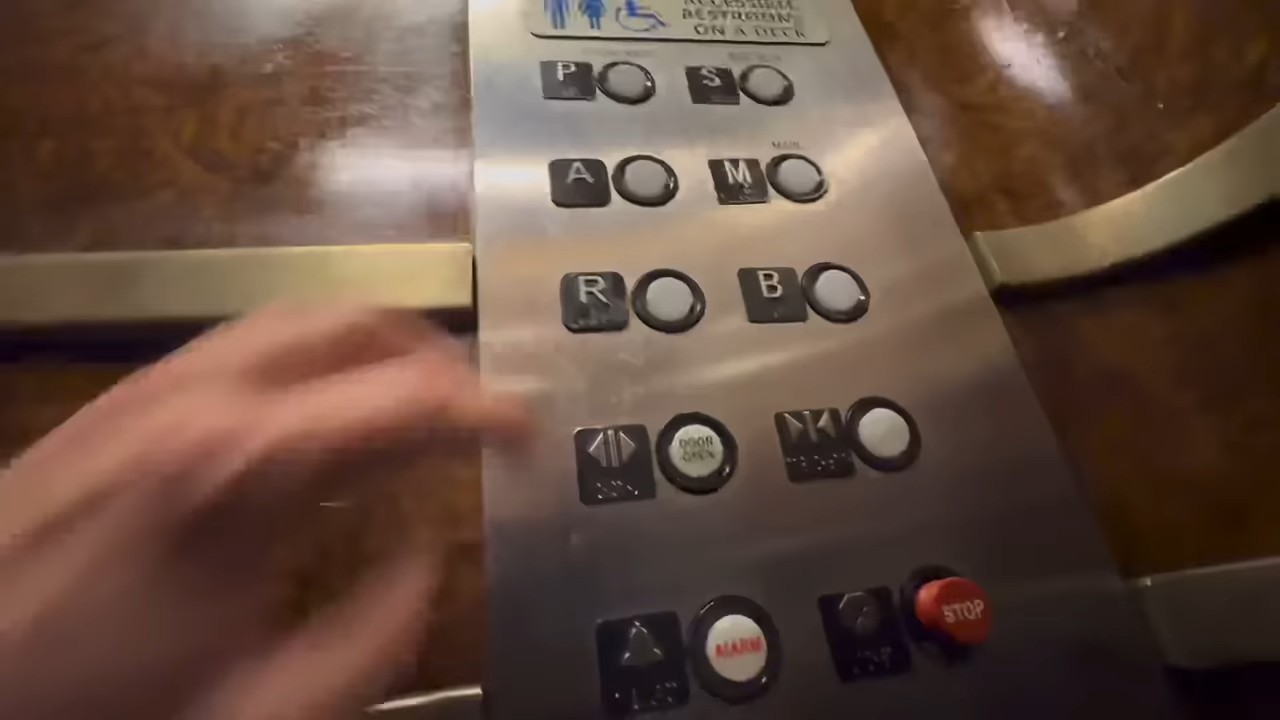 ACCESSIBLE
RESTROOM
ON A DECK
P S
MAIN
A M
R B
DOOR
OPEN
ALARM STOP